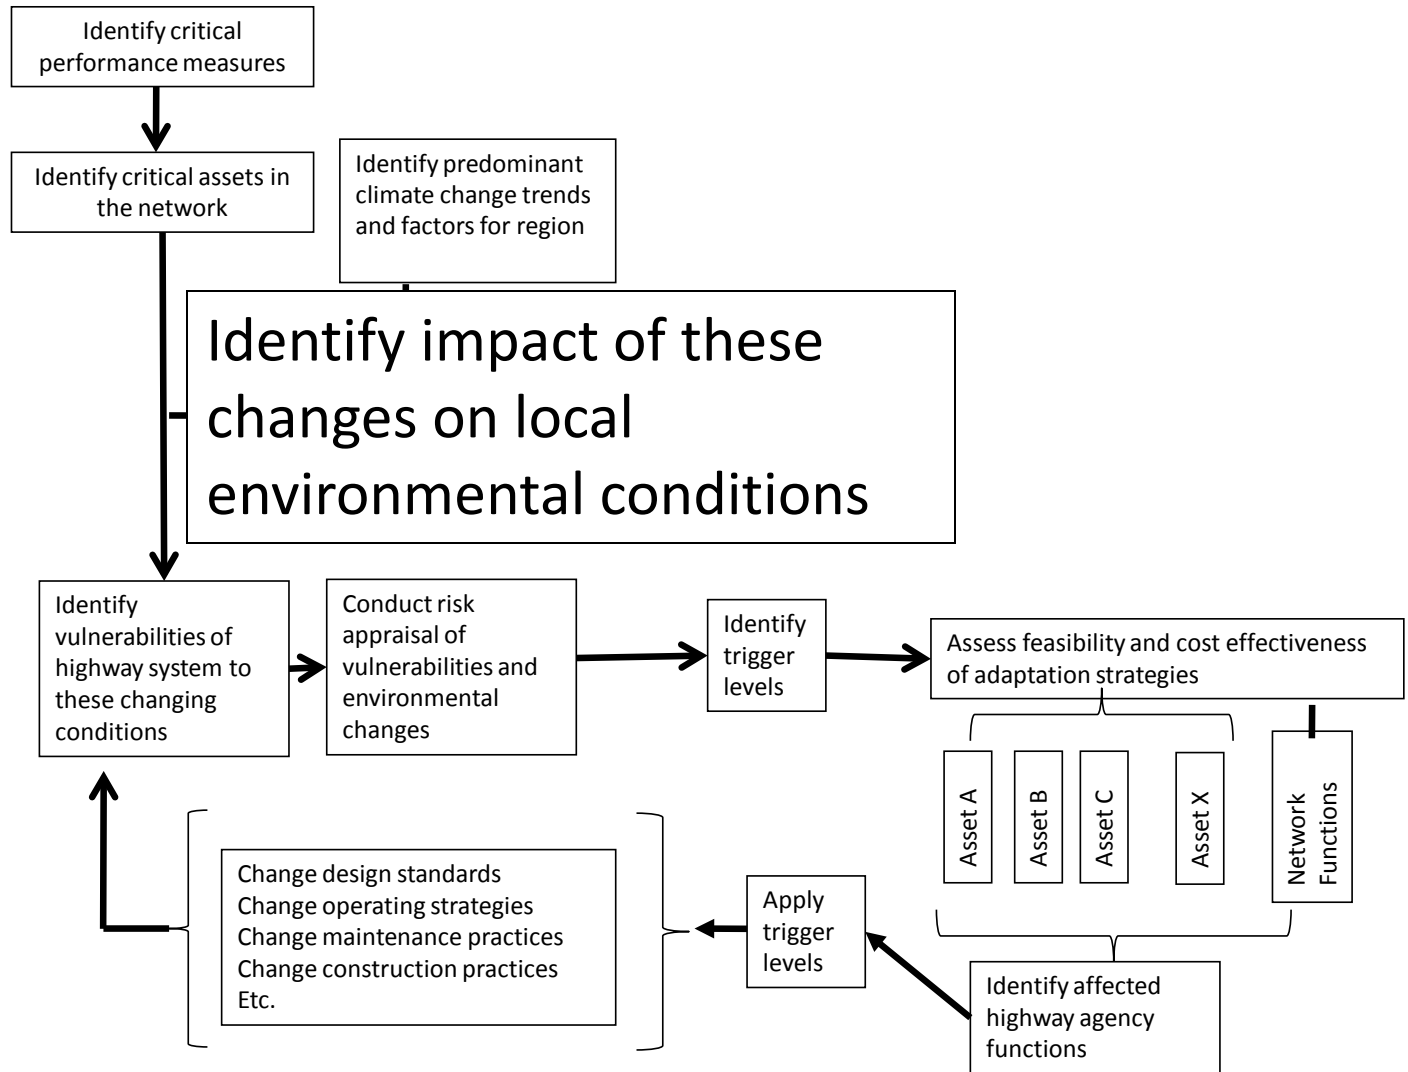 Identify critical
performance measures
Identify critical assets in
the network
Identify predominant
climate change trends
and factors for region
Identify impact of these
changes on local
environmental conditions
Identify
vulnerabilities of
highway system to
these changing
conditions
Conduct risk
appraisal of
vulnerabilities and
environmental
changes
Identify
trigger
levels
Assess feasibility and cost effectiveness
of adaptation strategies
Asset A
Asset B
Asset C
Asset X
Network
Functions
Identify affected
highway agency
functions
Apply
trigger
levels
Change design standards
Change operating strategies
Change maintenance practices
Change construction practices
Etc.